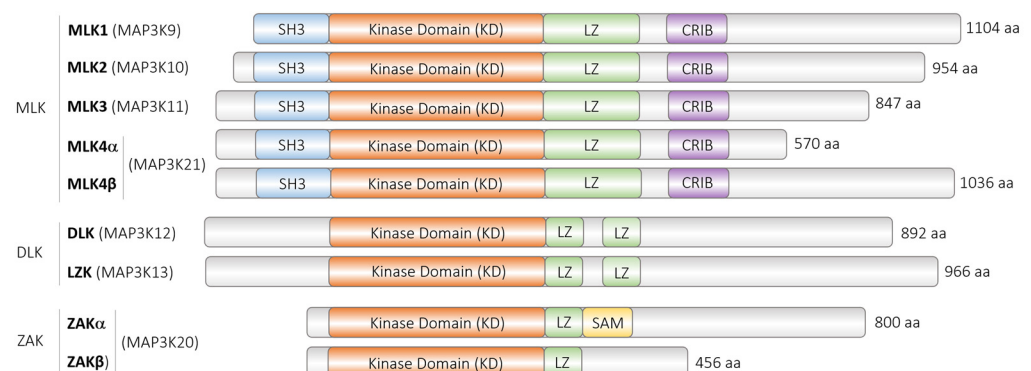 MLK1 (MAP3K9) SH3 Kinase Domain (KD) LZ CRIB 1104 aa
MLK2 (MAP3K10) SH3 Kinase Domain (KD) LZ CRIB 954 aa
MLK MLK3 (MAP3K11) SH3 Kinase Domain (KD) LZ CRIB 847 aa
MLK4α SH3 Kinase Domain (KD) LZ CRIB 570 aa
(MAP3K21)
MLK4β SH3 Kinase Domain (KD) LZ CRIB 1036 aa
DLK (MAP3K12) Kinase Domain (KD) LZ LZ 892 aa
DLK
LZK (MAP3K13) Kinase Domain (KD) LZ LZ 966 aa
ZAKα Kinase Domain (KD) LZ SAM 800 aa
ZAK (MAP3K20)
ZAKβ) Kinase Domain (KD) LZ 456 aa